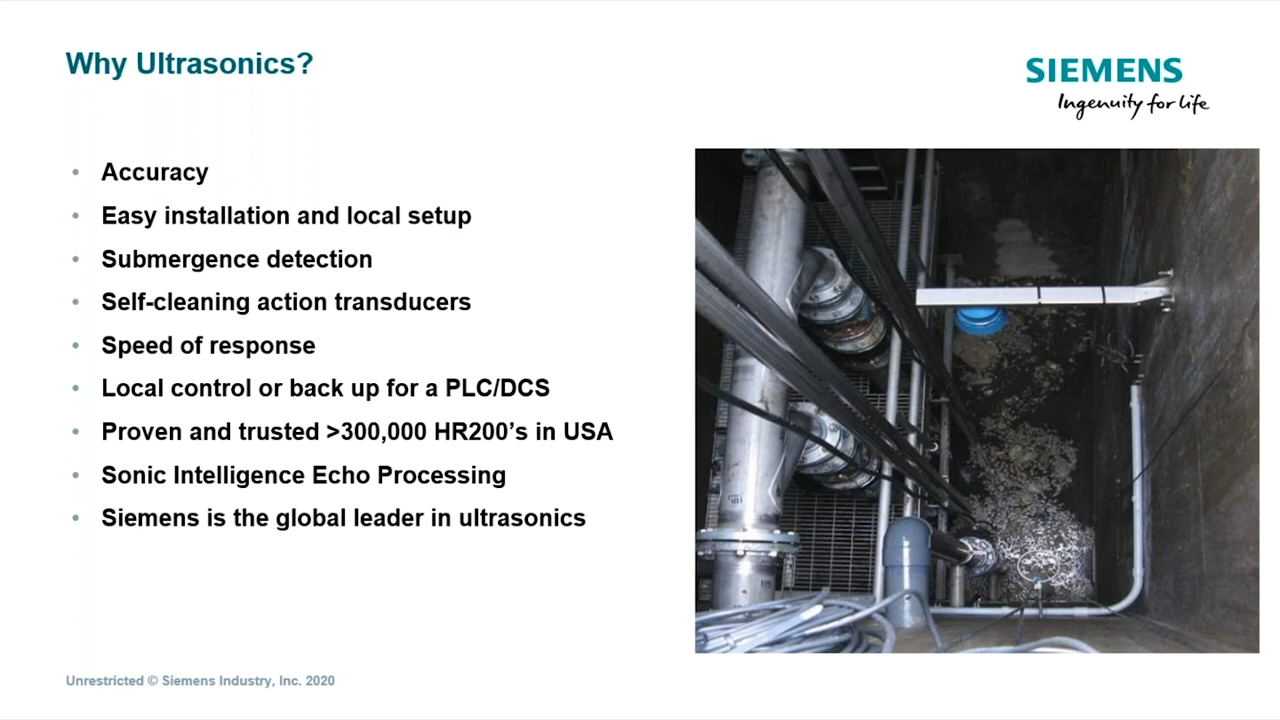 Why Ultrasonics?
SIEMENS
Ingenuity for life
• Accuracy
• Easy installation and local setup
• Submergence detection
• Self-cleaning action transducers
• Speed of response
• Local control or back up for a PLC/DCS
• Proven and trusted >300,000 HR200’s in USA
• Sonic Intelligence Echo Processing
• Siemens is the global leader in ultrasonics
Unrestricted © Siemens Industry, Inc. 2020